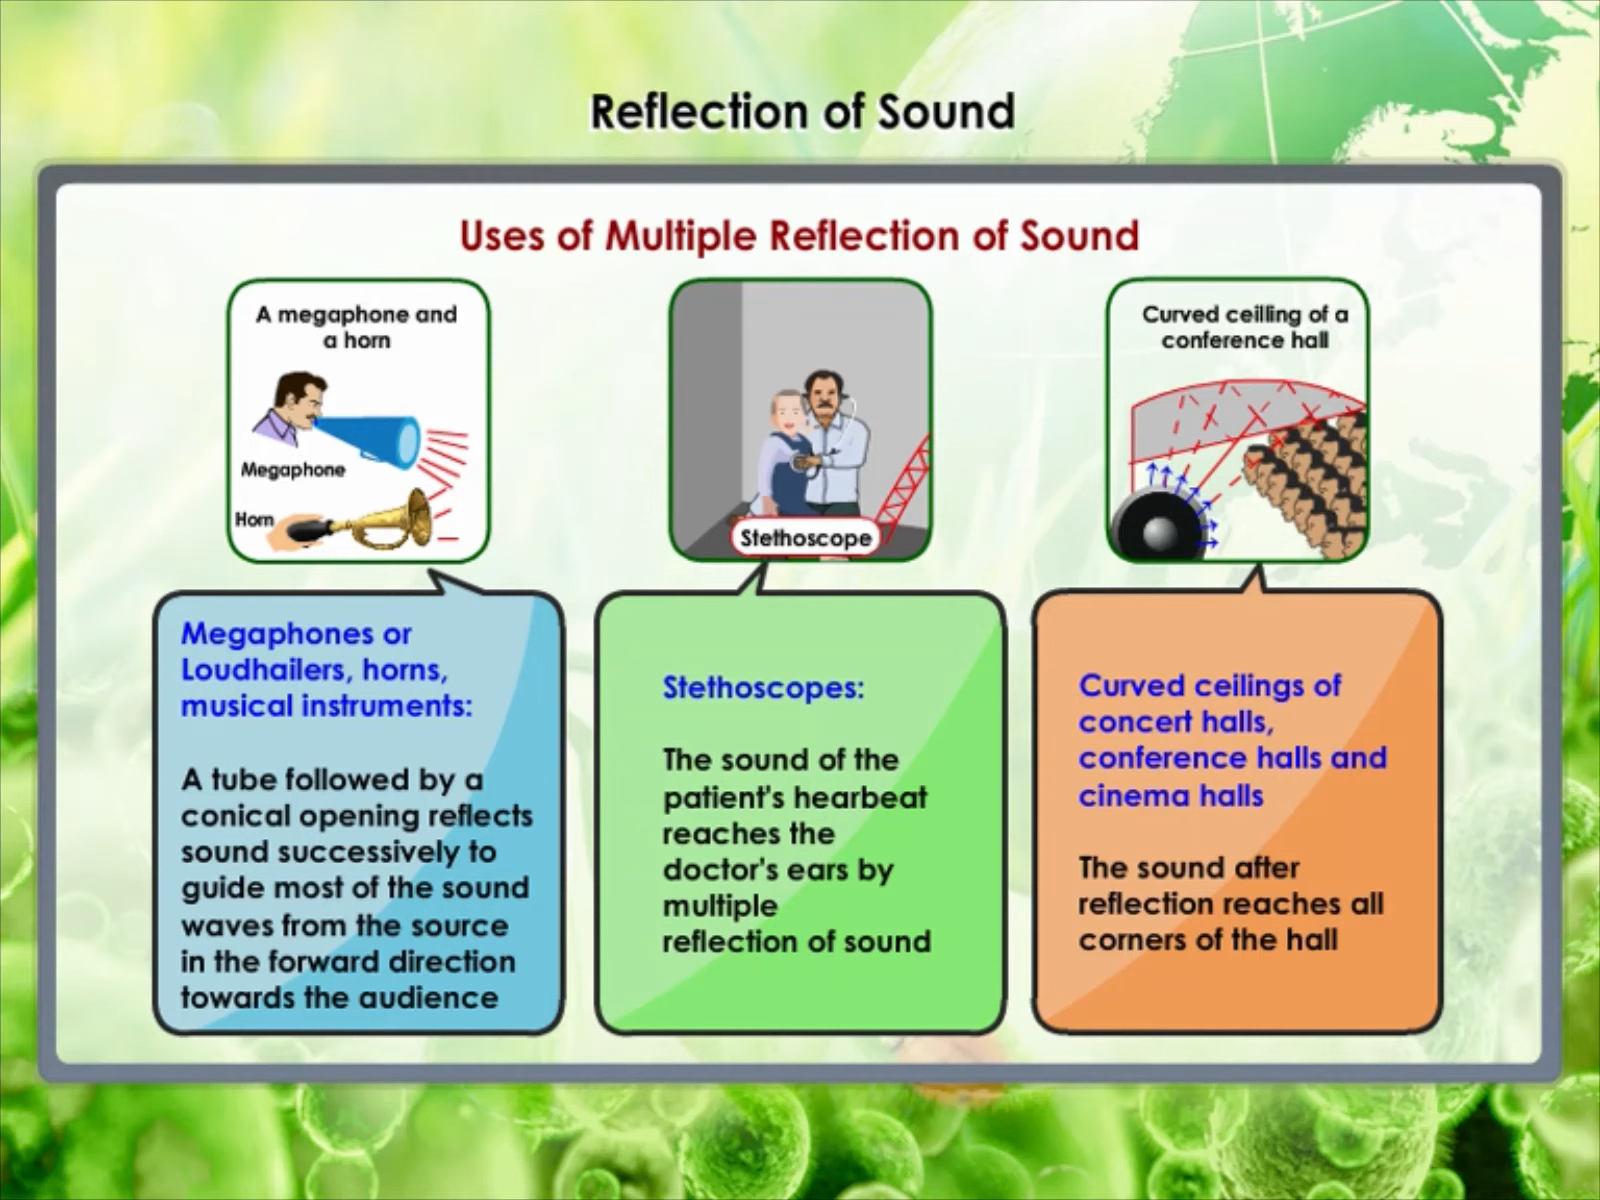 Reflection of Sound
Uses of Multiple Reflection of Sound
A megaphone and
a horn
Megaphone
Horn
Stethoscope
Curved ceilling of a
conference hall
Megaphones or
Loudhailers, horns,
musical instruments:
A tube followed by a
conical opening reflects
sound successively to
guide most of the sound
waves from the source
in the forward direction
towards the audience
Stethoscopes:
The sound of the
patient's hearbeat
reaches the
doctor's ears by
multiple
reflection of sound
Curved ceilings of
concert halls,
conference halls and
cinema halls
The sound after
reflection reaches all
corners of the hall